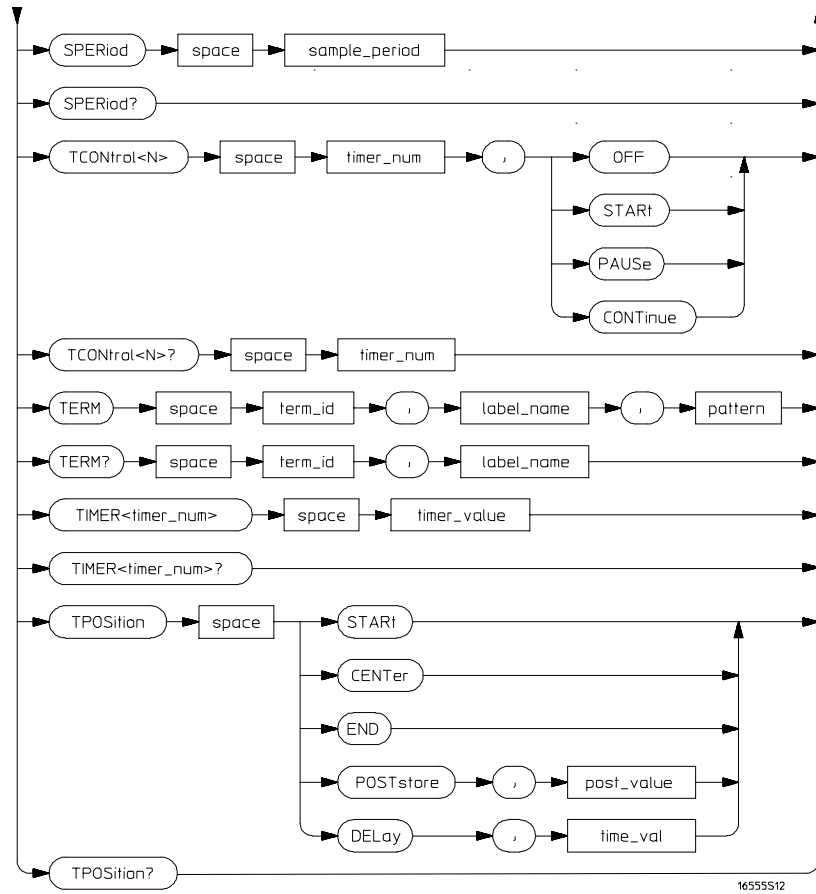 SPERiod space sample_period
SPERiod?
TCONtrol<N> space timer_num , OFF
STARt
PAUSe
CONTinue
TCONtrol<N>? space timer_num
TERM space term_id , label_name , pattern
TERM? space term_id , label_name
TIMER<timer_num> space timer_value
TIMER<timer_num>?
TPOSition space STARt
CENTer
END
POSTstore , post_value
DELay , time_val
TPOSition?
16555S12